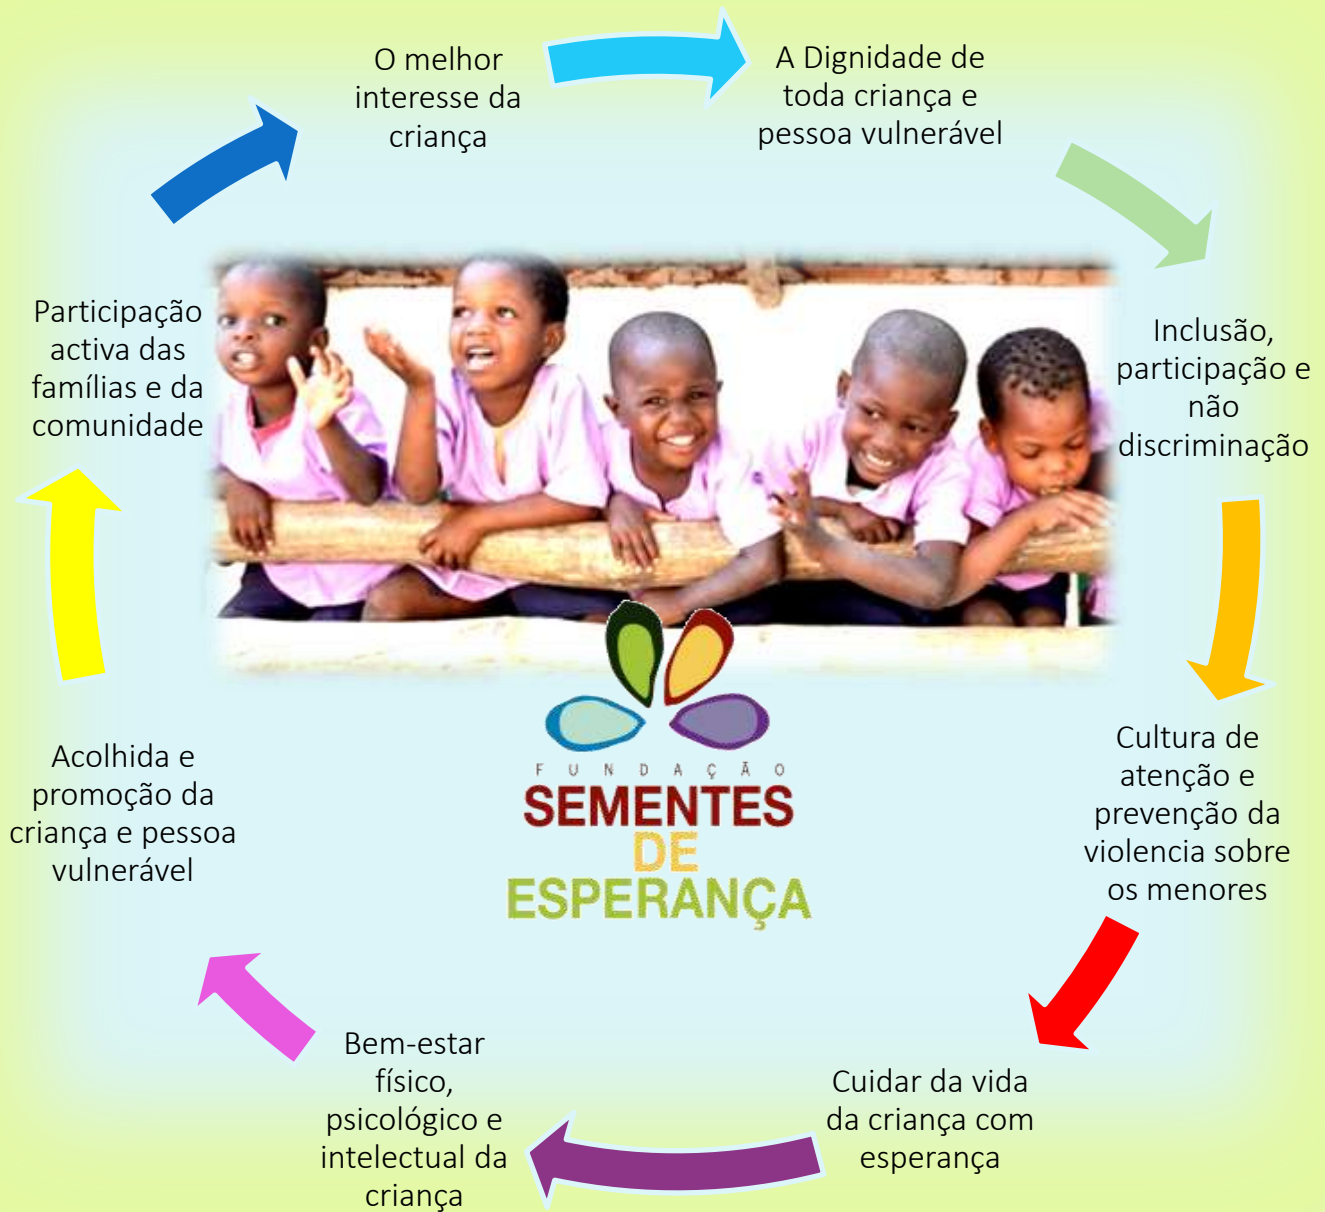 O melhor
interesse da
criança
A Dignidade de
toda criança e
pessoa vulnerável
Inclusão,
participação e
não
discriminação
Cultura de
atenção e
prevenção da
violencia sobre
os menores
Cuidar da vida
da criança com
esperança
Bem-estar
físico,
psicológico e
intelectual da
criança
Acolhida e
promoção da
criança e pessoa
vulnerável
Participação
activa das
famílias e da
comunidade
FUNDAÇÃO
SEMENTES
DE
ESPERANÇA